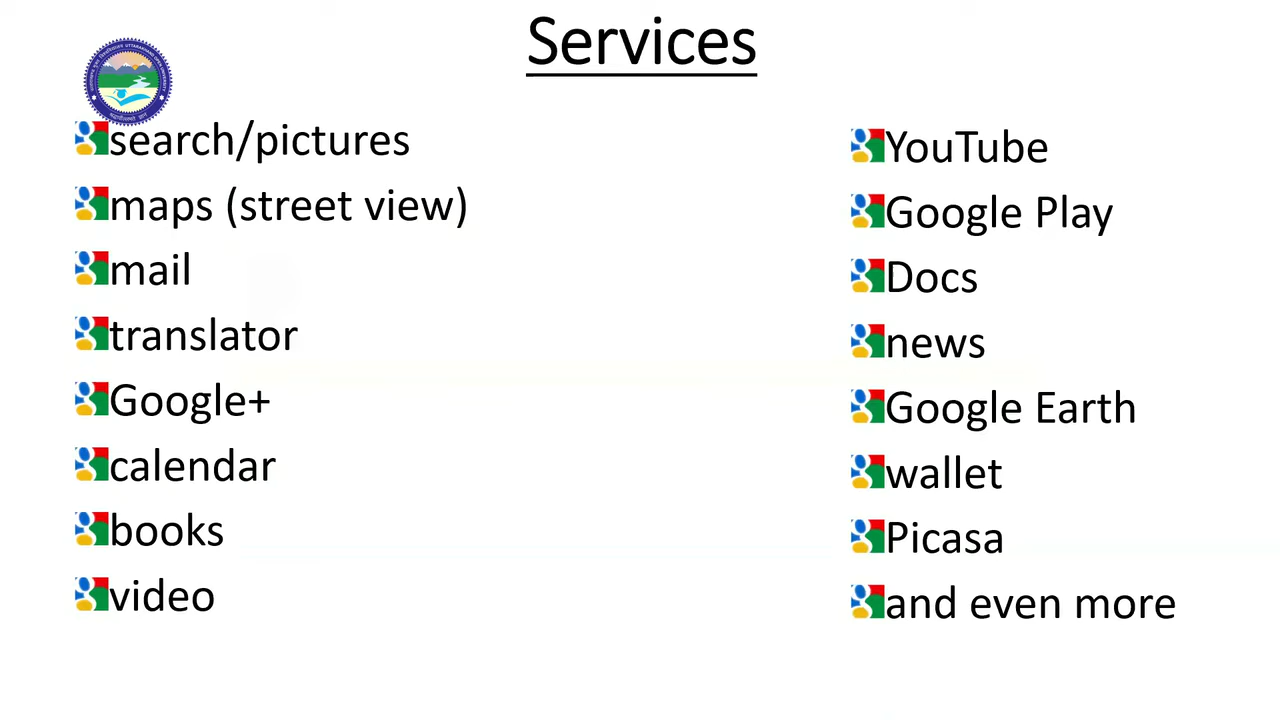 Services
search/pictures
maps (street view)
mail
translator
Google+
calendar
books
video
YouTube
Google Play
Docs
news
Google Earth
wallet
Picasa
and even more